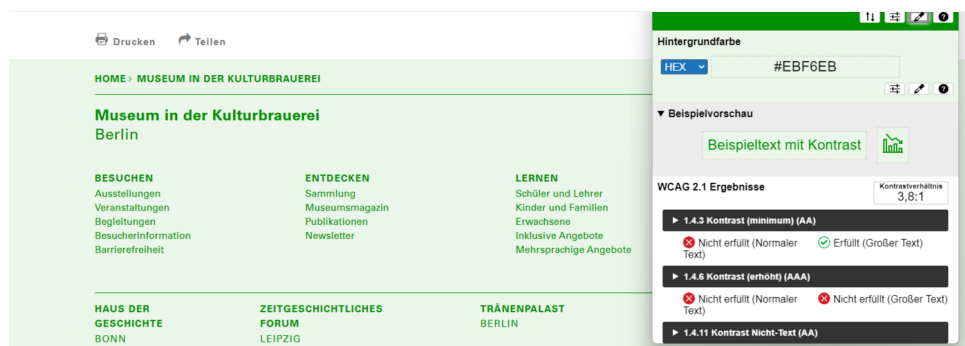 Drucken Teilen
HOME > MUSEUM IN DER KULTURBRAUEREI
Museum in der Kulturbrauerei
Berlin
BESUCHEN
Ausstellungen
Veranstaltungen
Begleitungen
Besucherinformation
Barrierefreiheit
ENTDECKEN
Sammlung
Museumsmagazin
Publikationen
Newsletter
LERNEN
Schüler und Lehrer
Kinder und Familien
Erwachsene
Inklusive Angebote
Mehrsprachige Angebote
HAUS DER
GESCHICHTE
BONN
ZEITGESCHICHTLICHES
FORUM
LEIPZIG
TRÄNENPALAST
BERLIN
Hintergrundfarbe
HEX #EBF6EB
▼ Beispielvorschau
Beispieltext mit Kontrast
WCAG 2.1 Ergebnisse
Kontrastverhältnis
3,8:1
► 1.4.3 Kontrast (minimum) (AA)
Nicht erfüllt (Normaler
Text)
Erfüllt (Großer Text)
► 1.4.6 Kontrast (erhöht) (AAA)
Nicht erfüllt (Normaler
Text)
Nicht erfüllt (Großer Text)
► 1.4.11 Kontrast Nicht-Text (AA)